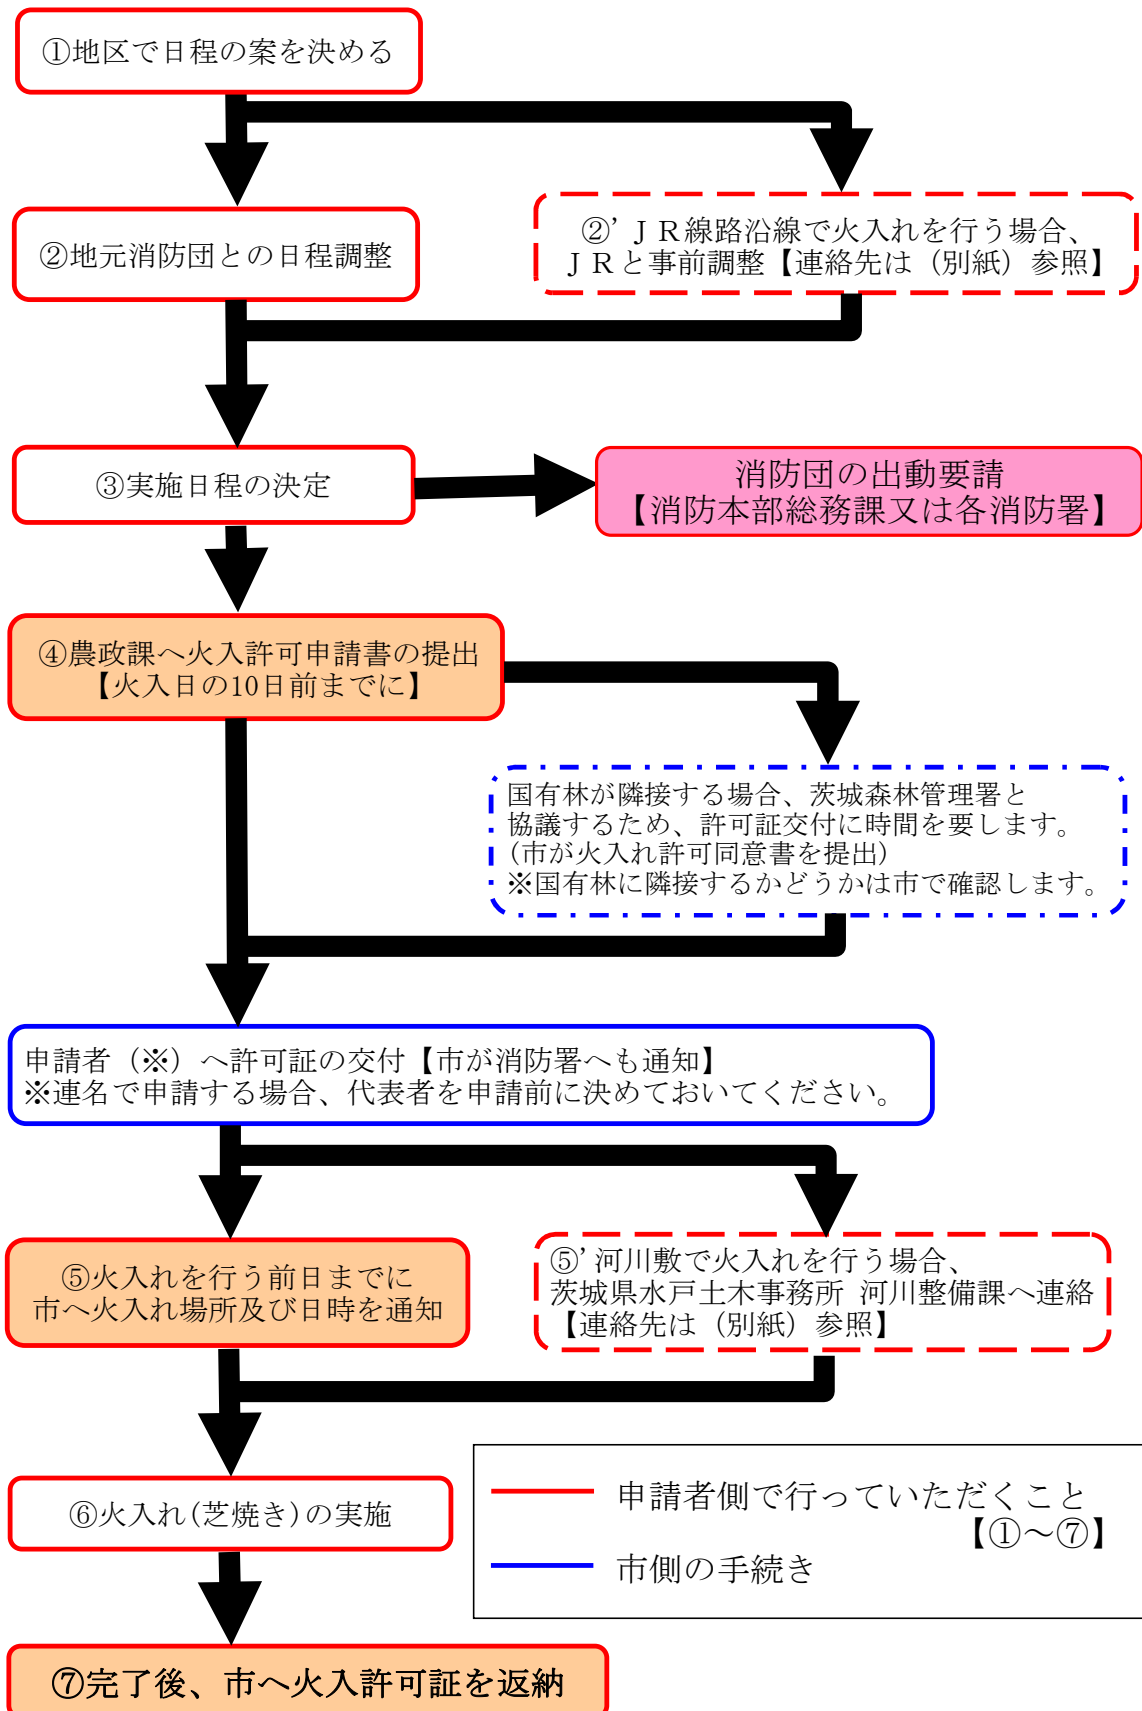 ①地区で日程の案を決める
②地元消防団との日程調整
②’ＪＲ線路沿線で火入れを行う場合、
ＪＲと事前調整【連絡先は（別紙）参照】
③実施日程の決定
消防団の出動要請
【消防本部総務課又は各消防署】
④農政課へ火入許可申請書の提出
【火入日の10日前までに】
国有林が隣接する場合、茨城森林管理署と
協議するため、許可証交付に時間を要します。
(市が火入れ許可同意書を提出)
※国有林に隣接するかどうかは市で確認します。
申請者（※）へ許可証の交付【市が消防署へも通知】
※連名で申請する場合、代表者を申請前に決めておいてください。
⑤火入れを行う前日までに
市へ火入れ場所及び日時を通知
⑤’河川敷で火入れを行う場合、
茨城県水戸土木事務所 河川整備課へ連絡
【連絡先は（別紙）参照】
⑥火入れ(芝焼き)の実施
申請者側で行っていただくこと
【①～⑦】
市側の手続き
⑦完了後、市へ火入許可証を返納